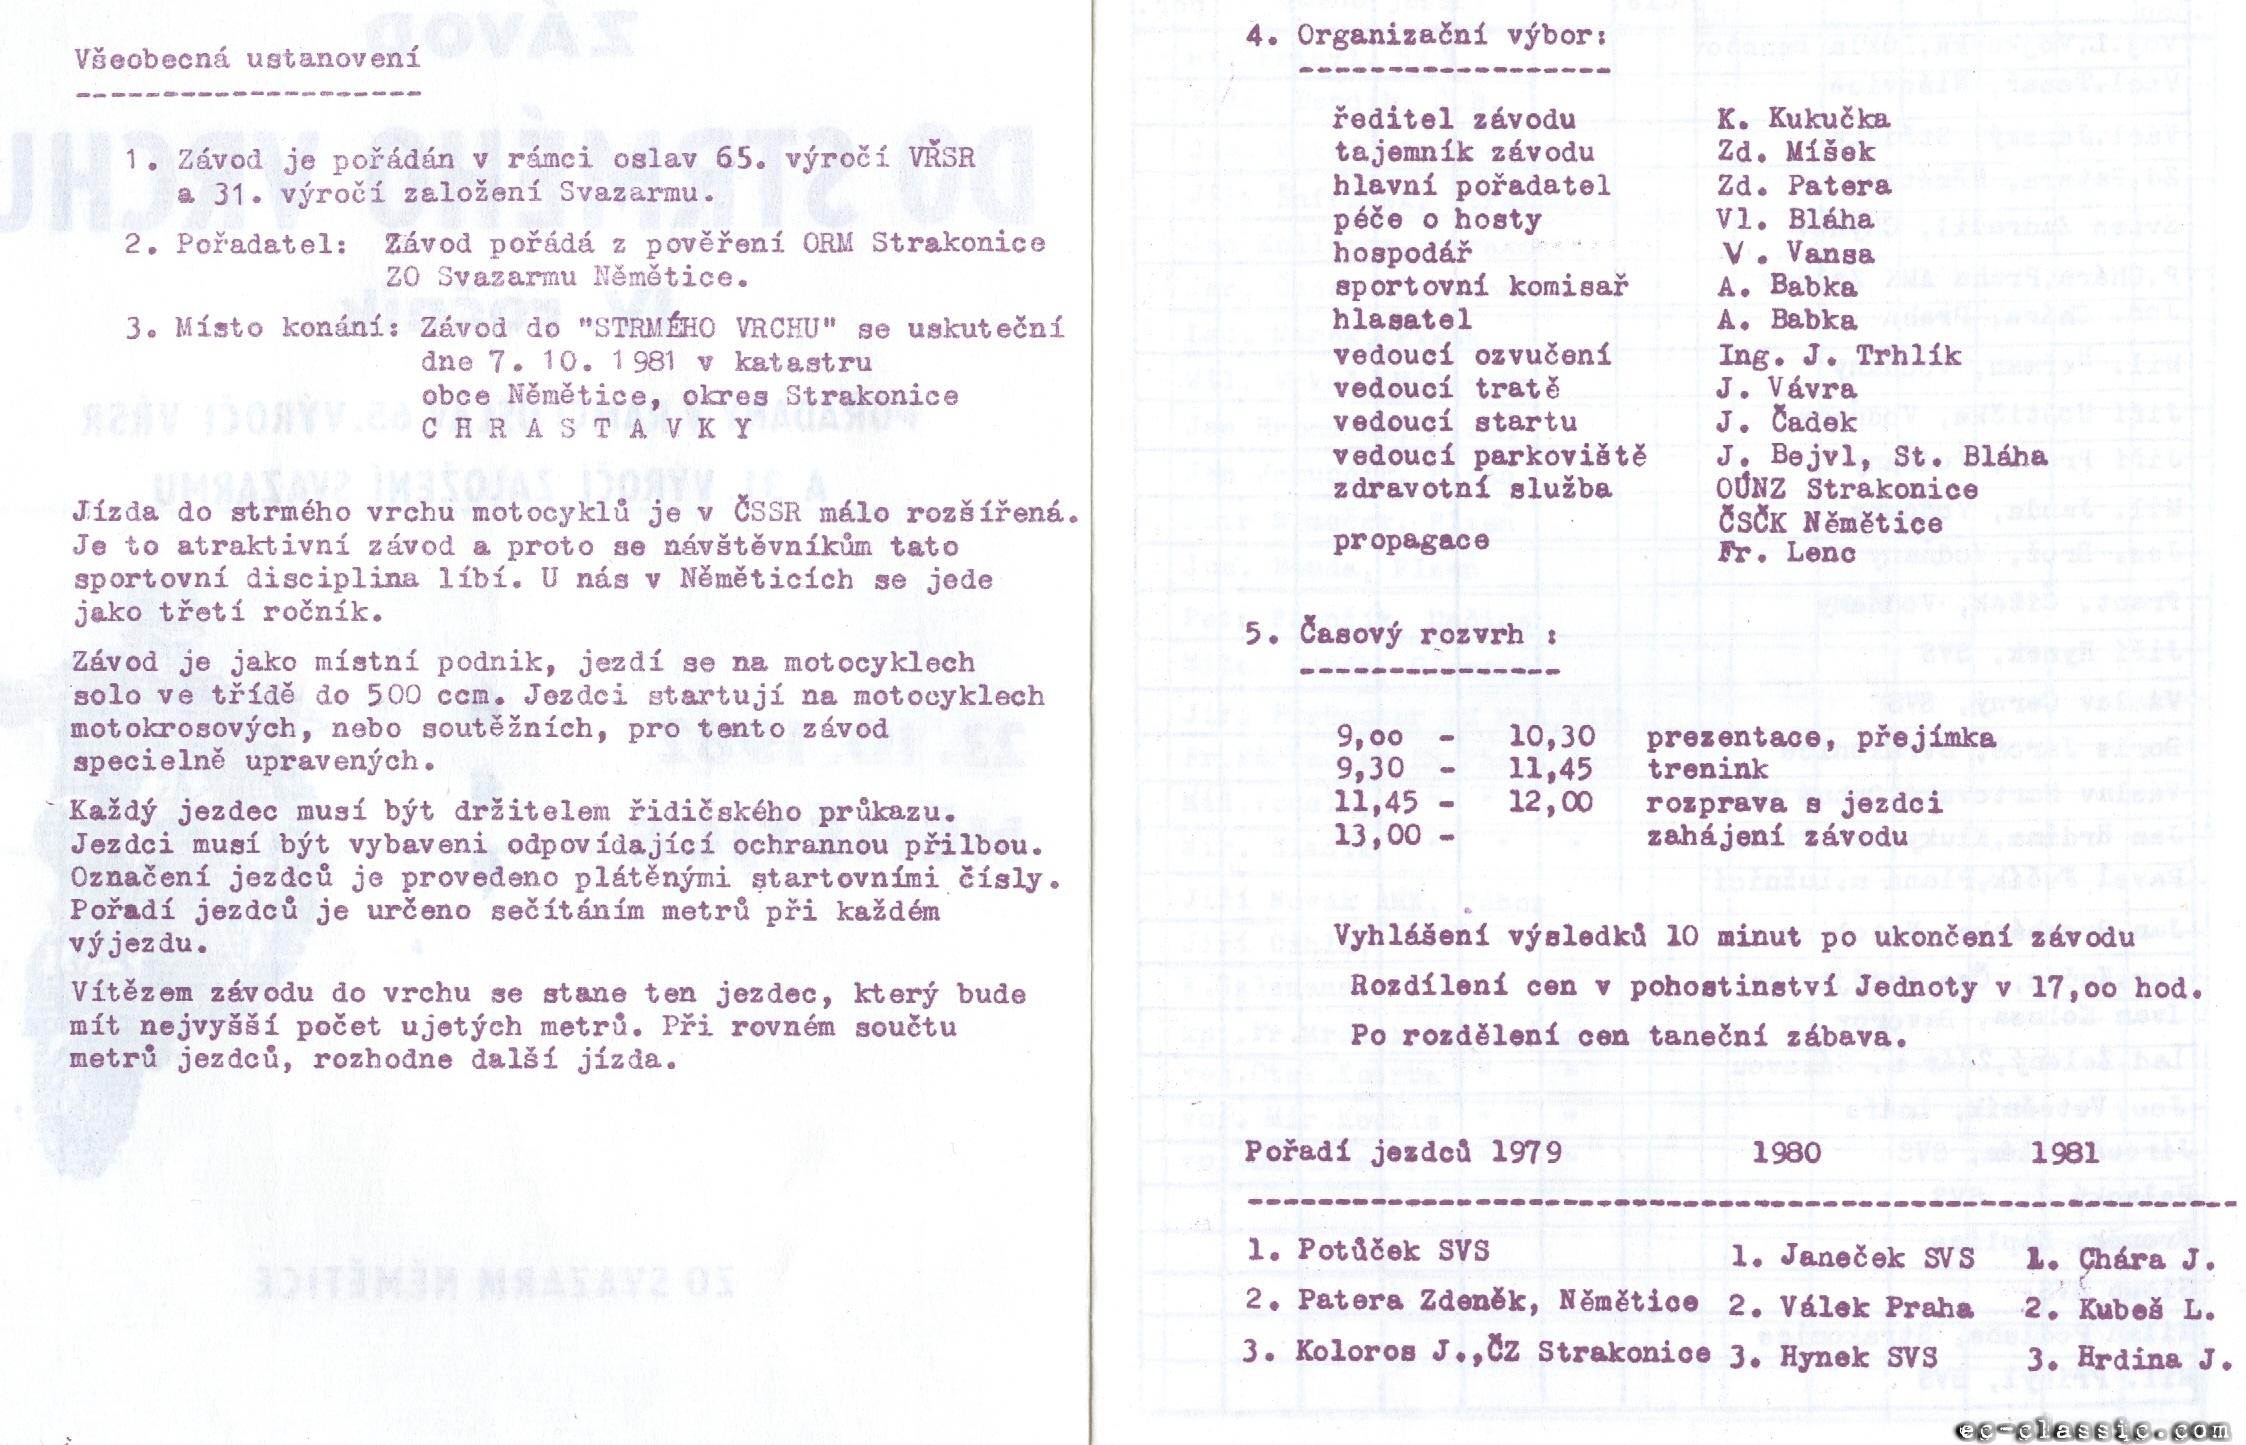 Všeobecná ustanovení
1. Závod je pořádán v rámci oslav 65. výročí VŘSR
a 31. výročí založení Svazarmu.
2. Pořadatel: Závod pořádá z pověření ORM Strakonice
ZO Svazarmu Němětice.
3. Místo konání: Závod do "STRMÉHO VRCHU" se uskuteční
dne 7. 10. 1981 v katastru
obce Němětice, okres Strakonice
C H R A S T A V K Y
Jízda do strmého vrchu motocyklů je v ČSSR málo rozšířená.
Je to atraktivní závod a proto se návštěvníkům tato
sportovní disciplina líbí. U nás v Němětících se jede
jako třetí ročník.
Závod je jako místní podnik, jezdí se na motocyklech
solo ve třídě do 500 ccm. Jezdci startují na motocyklech
motokrosových, nebo soutěžních, pro tento závod
specielně upravených.
Každý jezdec musí být držitelem řidičského průkazu.
Jezdci musí být vybaveni odpovídající ochrannou přilbou.
Označení jezdců je provedeno plátěnými startovními čísly.
Pořadí jezdců je určeno sečítáním metrů při každém
výjezdu.
Vítězem závodu do vrchu se stane ten jezdec, který bude
mít nejvyšší počet ujetých metrů. Při rovném součtu
metrů jezdců, rozhodne další jízda.
4. Organizační výbor:
ředitel závodu K. Kukučka
tajemník závodu Zd. Míšek
hlavní pořadatel Zd. Patera
péče o hosty Vl. Bláha
hospodář V. Vansa
sportovní komisař A. Babka
hlasatel A. Babka
vedoucí ozvučení Ing. J. Trhlík
vedoucí tratě J. Vávra
vedoucí startu J. Čadek
vedoucí parkoviště J. Bejvl, St. Bláha
zdravotní služba OÚNZ Strakonice
ČSČK Němětice
propagace Fr. Lenc
5. Časový rozvrh :
9,oo - 10,30 prezentace, přejímka
9,30 - 11,45 trenink
11,45 - 12,00 rozprava s jezdci
13,00 - zahájení závodu
Vyhlášení výsledků 10 minut po ukončení závodu
Rozdílení cen v pohostinství Jednoty v 17,oo hod.
Po rozdělení cen taneční zábava.
Pořadí jezdců 1979 1980 1981
1. Potůček SVS 1. Janeček SVS 1. Chára J.
2. Patera Zdeněk, Němětice 2. Válek Praha 2. Kubeš L.
3. Koloros J.,ČZ Strakonice 3. Hynek SVS 3. Hrdina J.
ec-classic.com